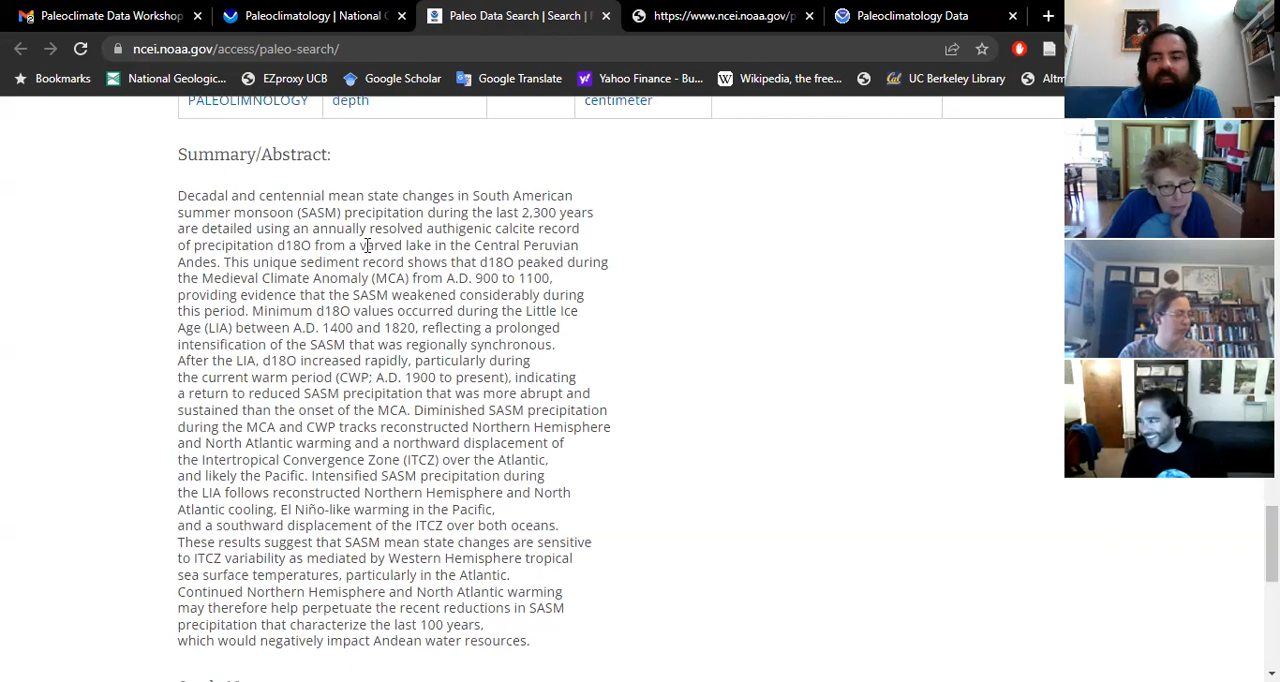 Paleoclimate Data Workshop
Paleoclimatology | National C
Paleo Data Search | Search |
https://www.ncei.noaa.gov/p
Paleoclimatology Data
ncei.noaa.gov/access/paleo-search/
Bookmarks
National Geologic...
EZproxy UCB
Google Scholar
Google Translate
Yahoo Finance - Bu...
Wikipedia, the free...
UC Berkeley Library
Altm
PALEOLIMNOLOGY
depth
centimeter
Summary/Abstract:
Decadal and centennial mean state changes in South American
summer monsoon (SASM) precipitation during the last 2,300 years
are detailed using an annually resolved authigenic calcite record
of precipitation d18O from a varved lake in the Central Peruvian
Andes. This unique sediment record shows that d18O peaked during
the Medieval Climate Anomaly (MCA) from A.D. 900 to 1100,
providing evidence that the SASM weakened considerably during
this period. Minimum d18O values occurred during the Little Ice
Age (LIA) between A.D. 1400 and 1820, reflecting a prolonged
intensification of the SASM that was regionally synchronous.
After the LIA, d18O increased rapidly, particularly during
the current warm period (CWP; A.D. 1900 to present), indicating
a return to reduced SASM precipitation that was more abrupt and
sustained than the onset of the MCA. Diminished SASM precipitation
during the MCA and CWP tracks reconstructed Northern Hemisphere
and North Atlantic warming and a northward displacement of
the Intertropical Convergence Zone (ITCZ) over the Atlantic,
and likely the Pacific. Intensified SASM precipitation during
the LIA follows reconstructed Northern Hemisphere and North
Atlantic cooling, El Niño-like warming in the Pacific,
and a southward displacement of the ITCZ over both oceans.
These results suggest that SASM mean state changes are sensitive
to ITCZ variability as mediated by Western Hemisphere tropical
sea surface temperatures, particularly in the Atlantic.
Continued Northern Hemisphere and North Atlantic warming
may therefore help perpetuate the recent reductions in SASM
precipitation that characterize the last 100 years,
which would negatively impact Andean water resources.